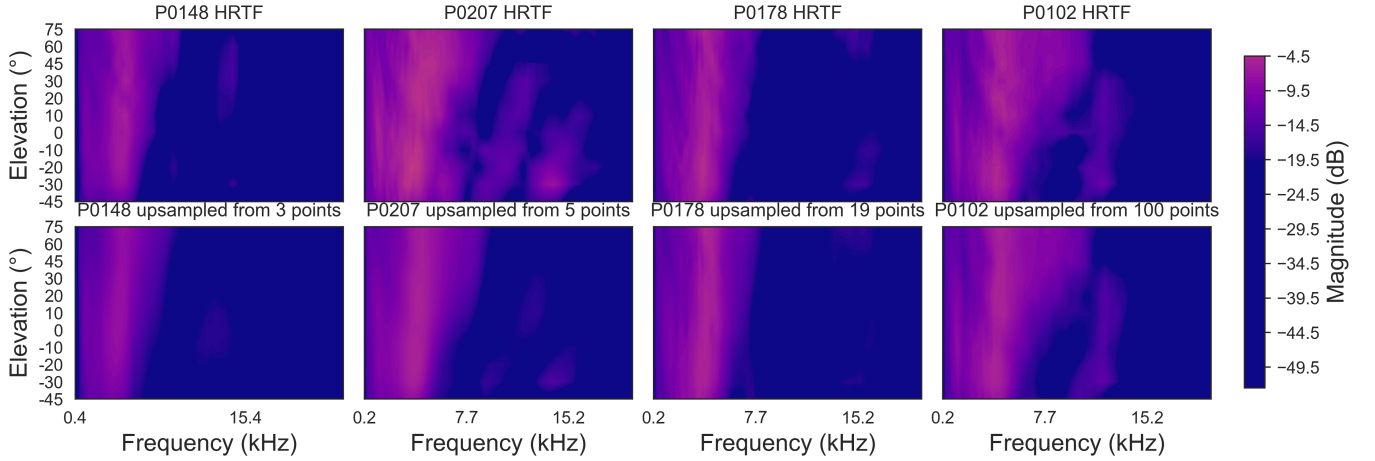 P0148 HRTF
P0207 HRTF
P0178 HRTF
P0102 HRTF
Elevation (°)
75
60
45
30
20
10
0
-10
-20
-30
-45
P0148 upsampled from 3 points
P0207 upsampled from 5 points
P0178 upsampled from 19 points
P0102 upsampled from 100 points
Elevation (°)
75
60
45
30
20
10
0
-10
-20
-30
-45
0.4 15.4
0.2 7.7 15.2
0.2 7.7 15.2
0.2 7.7 15.2
Frequency (kHz)
Frequency (kHz)
Frequency (kHz)
Frequency (kHz)
−4.5
−9.5
−14.5
−19.5
−24.5
−29.5
−34.5
−39.5
−44.5
−49.5
Magnitude (dB)